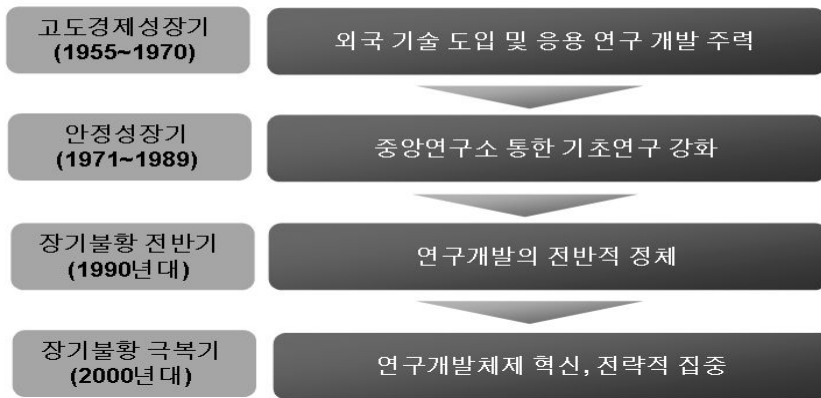 고도경제성장기
(1955~1970)
외국 기술 도입 및 응용 연구 개발 주력
안정성장기
(1971~1989)
중앙연구소 통한 기초연구 강화
장기불황 전반기
(1990년대)
연구개발의 전반적 정체
장기불황 극복기
(2000년대)
연구개발체제 혁신, 전략적 집중